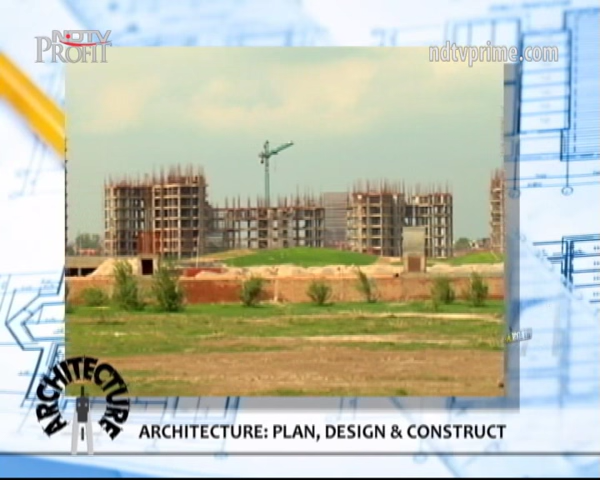 NDTV
PROFIT
ndtvprime.com
ARCHITECTURE
ARCHITECTURE: PLAN, DESIGN & CONSTRUCT